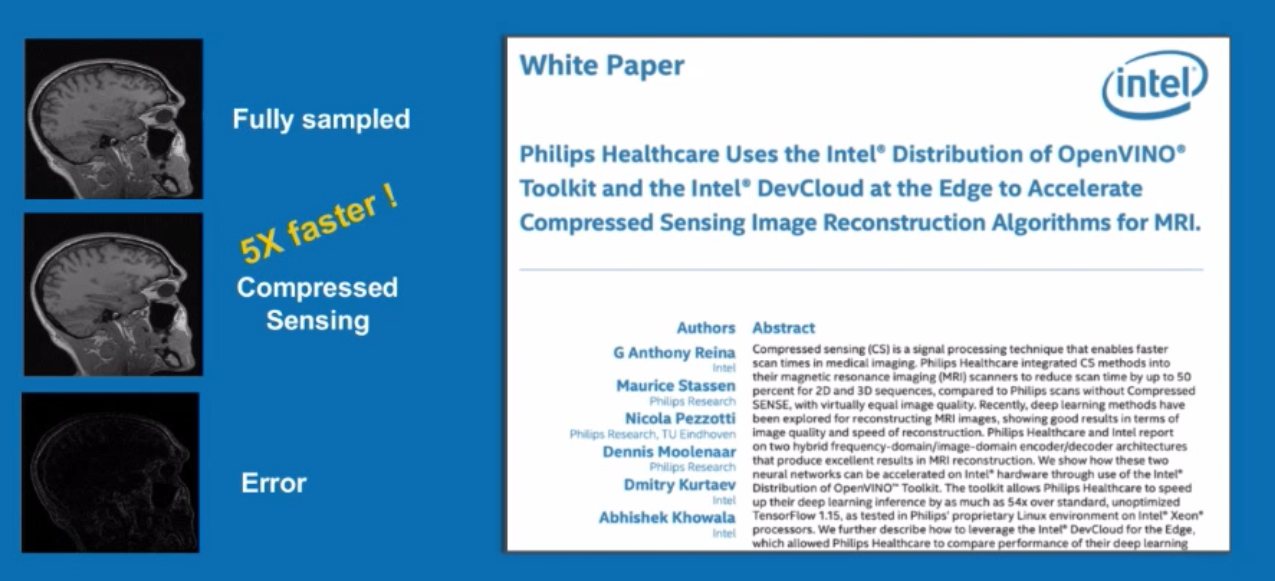 Fully sampled
5X faster !
Compressed
Sensing
Error
White Paper
intel®
Philips Healthcare Uses the Intel® Distribution of OpenVINO®
Toolkit and the Intel® DevCloud at the Edge to Accelerate
Compressed Sensing Image Reconstruction Algorithms for MRI.
Authors
G Anthony Reina
Intel
Maurice Stassen
Philips Research
Nicola Pezzotti
Philips Research, TU Eindhoven
Dennis Moolenaar
Philips Research
Dmitry Kurtaev
Intel
Abhishek Khowala
Intel
Abstract
Compressed sensing (CS) is a signal processing technique that enables faster
scan times in medical imaging. Philips Healthcare integrated CS methods into
their magnetic resonance imaging (MRI) scanners to reduce scan time by up to 50
percent for 2D and 3D sequences, compared to Philips scans without Compressed
SENSE, with virtually equal image quality. Recently, deep learning methods have
been explored for reconstructing MRI images, showing good results in terms of
image quality and speed of reconstruction. Philips Healthcare and Intel report
on two hybrid frequency-domain/image-domain encoder/decoder architectures
that produce excellent results in MRI reconstruction. We show how these two
neural networks can be accelerated on Intel® hardware through use of the Intel®
Distribution of OpenVINO™ Toolkit. The toolkit allows Philips Healthcare to speed
up their deep learning inference by as much as 54x over standard, unoptimized
TensorFlow 1.15, as tested in Philips' proprietary Linux environment on Intel® Xeon®
processors. We further describe how to leverage the Intel® DevCloud for the Edge,
which allowed Philips Healthcare to compare performance of their deep learning